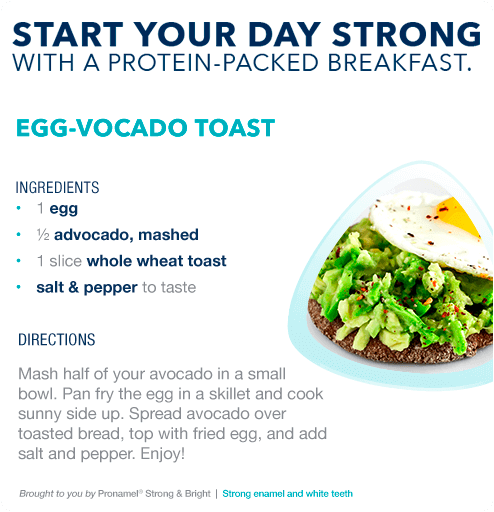 START YOUR DAY STRONG
WITH A PROTEIN-PACKED BREAKFAST.
EGG-VOCADO TOAST
INGREDIENTS
• 1 egg
• ½ advocado, mashed
• 1 slice whole wheat toast
• salt & pepper to taste
DIRECTIONS
Mash half of your avocado in a small
bowl. Pan fry the egg in a skillet and cook
sunny side up. Spread avocado over
toasted bread, top with fried egg, and add
salt and pepper. Enjoy!
Brought to you by Pronamel® Strong & Bright | Strong enamel and white teeth